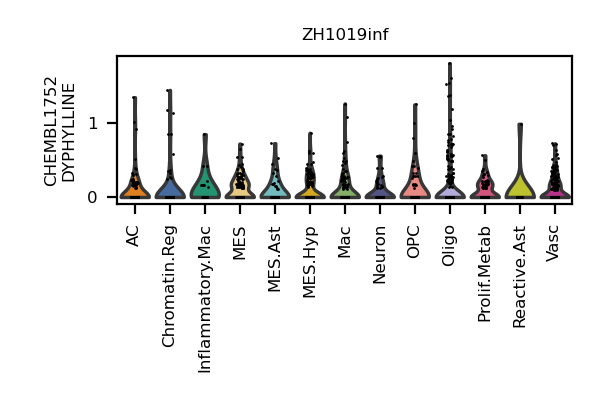 ZH1019inf
CHEMBL1752
DYPHYLLINE
1
0
AC
Chromatin.Reg
Inflammatory.Mac
MES
MES.Ast
MES.Hyp
Mac
Neuron
OPC
Oligo
Prolif.Metab
Reactive.Ast
Vasc